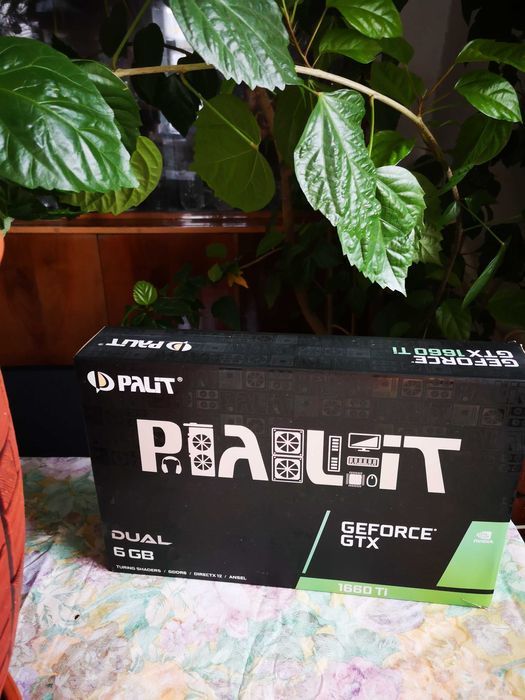 PALIT
GEFORCE
GTX 1660 TI
PALIT®
DUAL
6 GB
TURING SHADERS / GDDR6 / DIRECTX 12 / ANSEL
GEFORCE®
GTX
NVIDIA
1660 TI